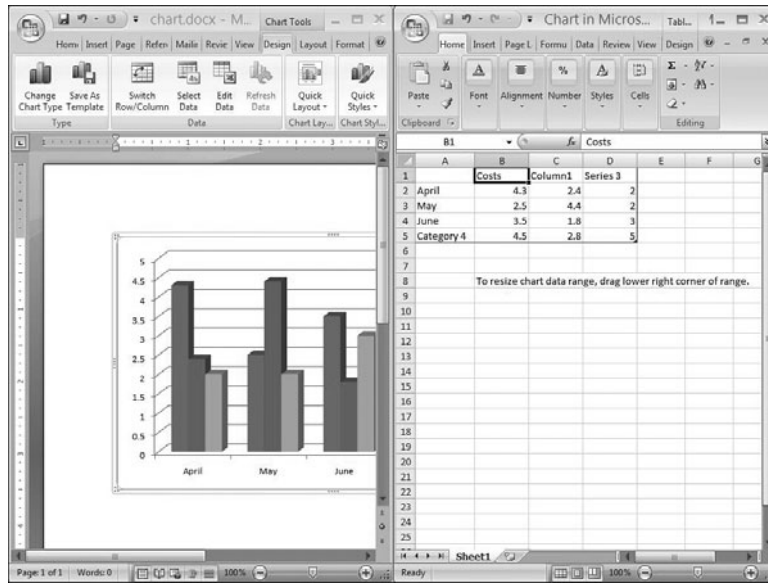 chart.docx - M...
Chart Tools
Home Insert Page Refer Maile Revie View Design Layout Format
Change Chart Type
Save As Template
Switch Row/Column
Select Data
Edit Data
Refresh Data
Quick Layout
Quick Styles
Type
Data
Chart Lay...
Chart Styl...
5
4.5
4
3.5
3
2.5
2
1.5
1
0.5
0
April May June
Page: 1 of 1 Words: 0 100%
Chart in Micros...
Tabl...
Home Insert Page L Formu Data Review View Design
Paste
Font
Alignment
Number
Styles
Cells
Clipboard
Editing
B1 fx Costs
A B C D E F G
1 Costs Column1 Series 3
2 April 4.3 2.4 2
3 May 2.5 4.4 2
4 June 3.5 1.8 3
5 Category 4 4.5 2.8 5
6
7
8 To resize chart data range, drag lower right corner of range.
9
10
11
12
13
14
15
16
17
18
19
20
21
22
23
24
25
Sheet1
Ready 100%